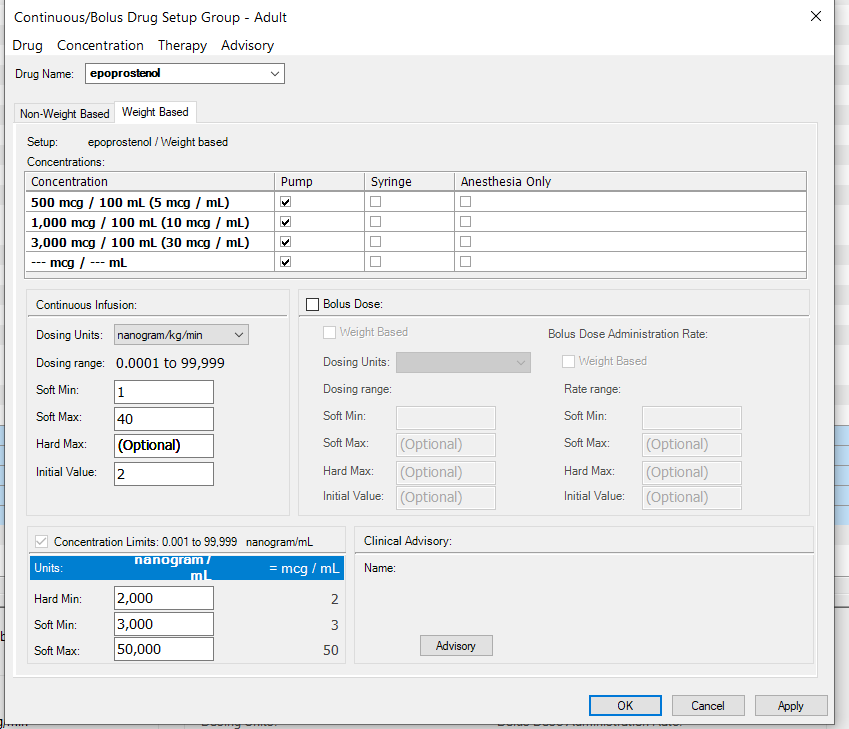 Continuous/Bolus Drug Setup Group - Adult
Drug Concentration Therapy Advisory
Drug Name: epoprostenol
Non-Weight Based Weight Based
Setup: epoprostenol / Weight based
Concentrations:
Concentration Pump Syringe Anesthesia Only
500 mcg / 100 mL (5 mcg / mL)
1,000 mcg / 100 mL (10 mcg / mL)
3,000 mcg / 100 mL (30 mcg / mL)
--- mcg / --- mL
Continuous Infusion:
Dosing Units: nanogram/kg/min
Dosing range: 0.0001 to 99,999
Soft Min: 1
Soft Max: 40
Hard Max: (Optional)
Initial Value: 2
Bolus Dose:
Weight Based
Dosing Units:
Dosing range:
Soft Min:
Soft Max: (Optional)
Hard Max: (Optional)
Initial Value: (Optional)
Bolus Dose Administration Rate:
Weight Based
Rate range:
Soft Min:
Soft Max: (Optional)
Hard Max: (Optional)
Initial Value: (Optional)
Concentration Limits: 0.001 to 99,999 nanogram/mL
Units: nanogram/ mL = mcg / mL
Hard Min: 2,000 2
Soft Min: 3,000 3
Soft Max: 50,000 50
Clinical Advisory:
Name:
Advisory
OK Cancel Apply